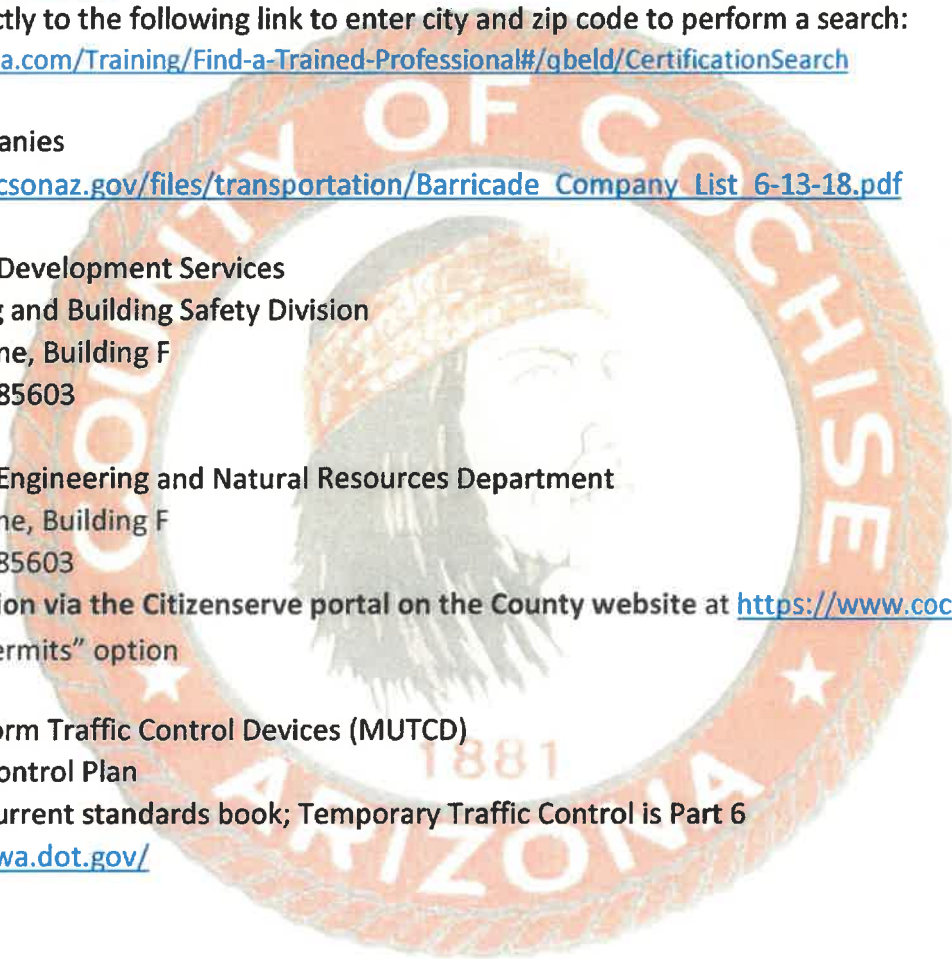 ctly to the following link to enter city and zip code to perform a search:
a.com/Training/Find-a-Trained-Professional#/qbeld/CertificationSearch
anies
csonaz.gov/files/transportation/Barricade_Company_List_6-13-18.pdf
Development Services
g and Building Safety Division
ne, Building F
85603
Engineering and Natural Resources Department
ne, Building F
85603
ion via the Citizenserve portal on the County website at https://www.coc
ermits” option
orm Traffic Control Devices (MUTCD)
ontrol Plan
urrent standards book; Temporary Traffic Control is Part 6
wa.dot.gov/
COUNTY OF COCHISE
1881
ARIZONA